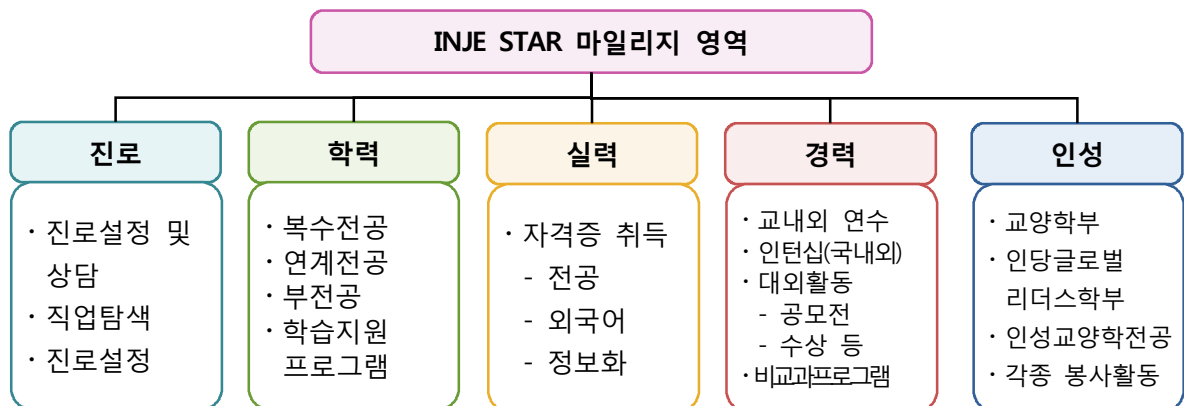 INJE STAR 마일리지 영역
진로
· 진로설정 및
상담
· 직업탐색
· 진로설정
학력
· 복수전공
· 연계전공
· 부전공
· 학습지원
프로그램
실력
· 자격증 취득
- 전공
- 외국어
- 정보화
경력
· 교내외 연수
· 인턴십(국내외)
· 대외활동
- 공모전
- 수상 등
· 비교과프로그램
인성
· 교양학부
· 인당글로벌
리더스학부
· 인성교양학전공
· 각종 봉사활동